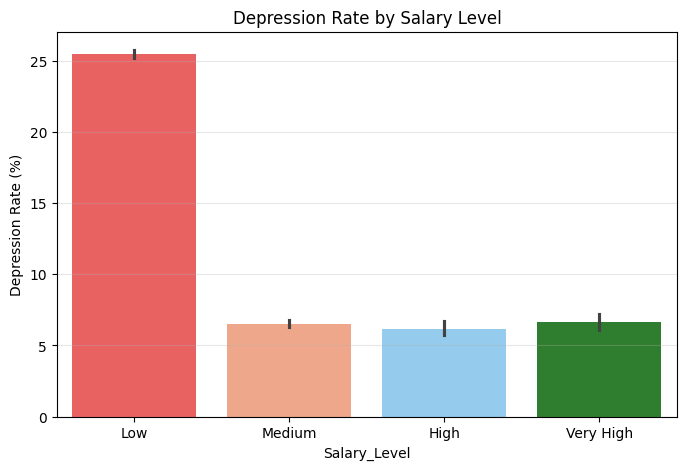 Depression Rate by Salary Level
Depression Rate (%)
25
20
15
10
5
0
Low Medium High Very High
Salary_Level